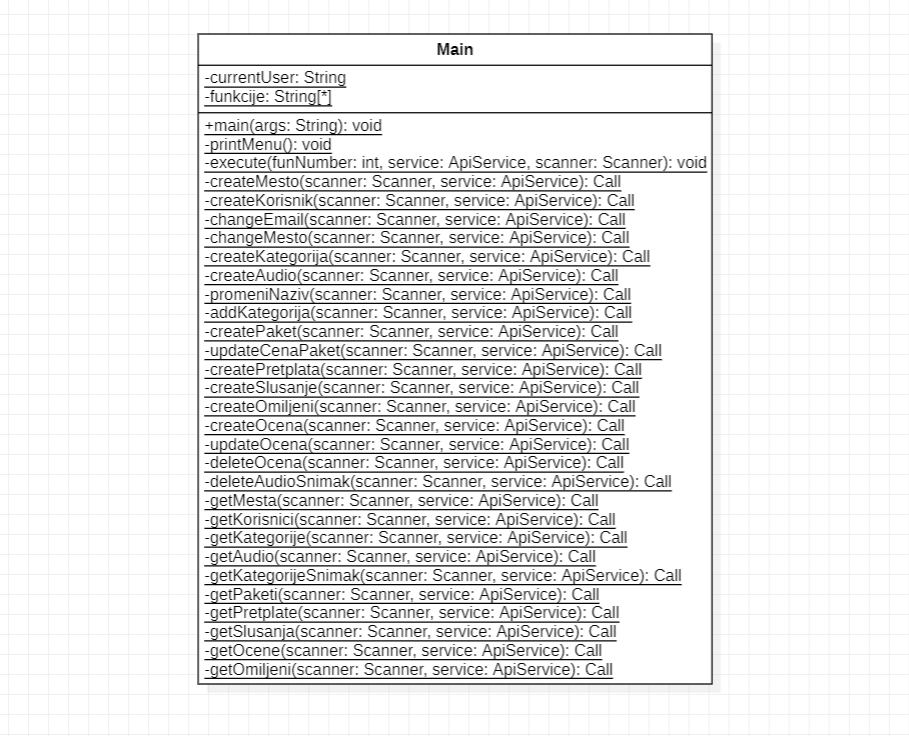 Main
-currentUser: String
-funkcije: String[*]
+main(args: String): void
-printMenu(): void
-execute(funNumber: int, service: ApiService, scanner: Scanner): void
-createMesto(scanner: Scanner, service: ApiService): Call
-createKorisnik(scanner: Scanner, service: ApiService): Call
-changeEmail(scanner: Scanner, service: ApiService): Call
-changeMesto(scanner: Scanner, service: ApiService): Call
-createKategorija(scanner: Scanner, service: ApiService): Call
-createAudio(scanner: Scanner, service: ApiService): Call
-promeniNaziv(scanner: Scanner, service: ApiService): Call
-addKategorija(scanner: Scanner, service: ApiService): Call
-createPaket(scanner: Scanner, service: ApiService): Call
-updateCenaPaket(scanner: Scanner, service: ApiService): Call
-createPretplata(scanner: Scanner, service: ApiService): Call
-createSlusanje(scanner: Scanner, service: ApiService): Call
-createOmiljeni(scanner: Scanner, service: ApiService): Call
-createOcena(scanner: Scanner, service: ApiService): Call
-updateOcena(scanner: Scanner, service: ApiService): Call
-deleteOcena(scanner: Scanner, service: ApiService): Call
-deleteAudioSnimak(scanner: Scanner, service: ApiService): Call
-getMesta(scanner: Scanner, service: ApiService): Call
-getKorisnici(scanner: Scanner, service: ApiService): Call
-getKategorije(scanner: Scanner, service: ApiService): Call
-getAudio(scanner: Scanner, service: ApiService): Call
-getKategorijeSnimak(scanner: Scanner, service: ApiService): Call
-getPaketi(scanner: Scanner, service: ApiService): Call
-getPretplate(scanner: Scanner, service: ApiService): Call
-getSlusanja(scanner: Scanner, service: ApiService): Call
-getOcene(scanner: Scanner, service: ApiService): Call
-getOmiljeni(scanner: Scanner, service: ApiService): Call